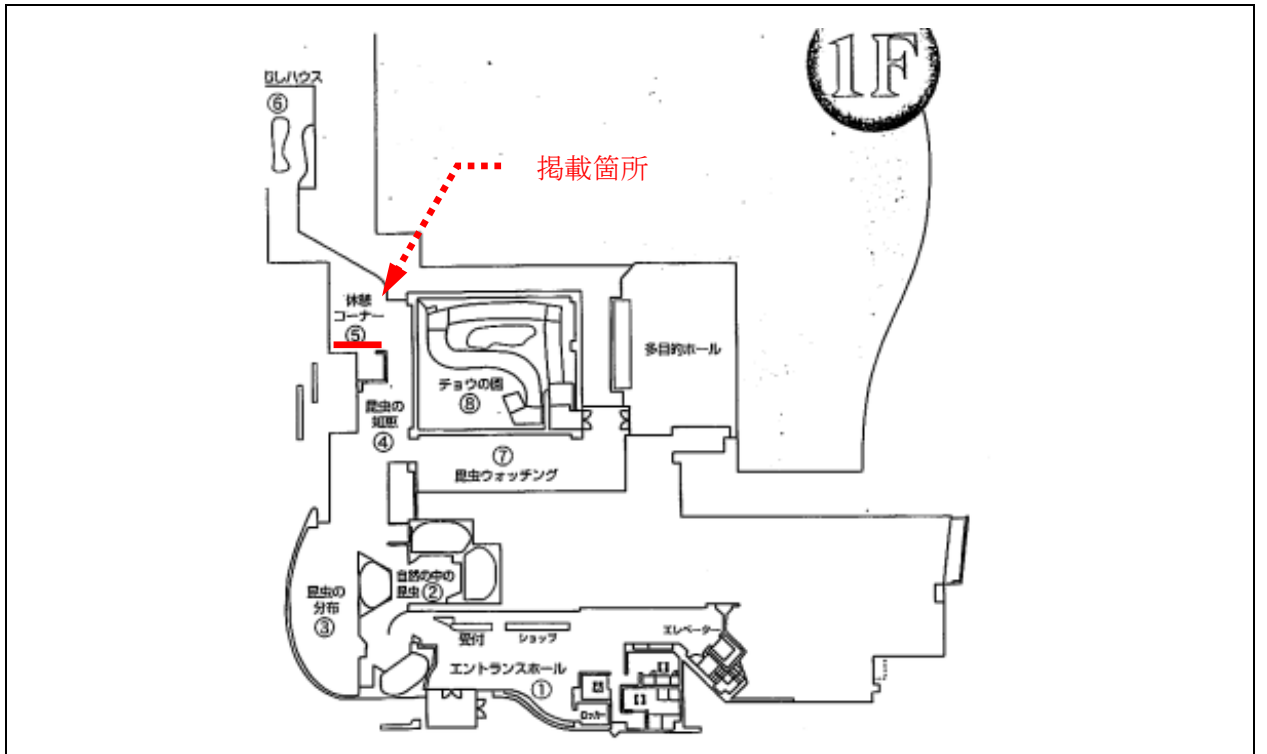 1F
むしハウス
⑥
掲載箇所
休憩
コーナー
⑤
多目的ホール
チョウの園
⑧
昆虫の
知恵
④
⑦
昆虫ウォッチング
自然の中の
昆虫②
昆虫の
分布
③
受付
ショップ
エレベーター
エントランスホール
①
ロッカー